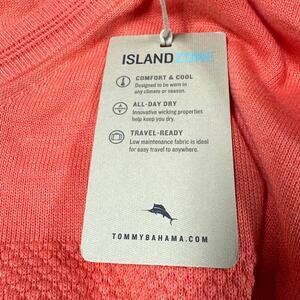 ISLANDZONE
COMFORT & COOL
Designed to be worn in
any climate or season.
ALL-DAY DRY
Innovative wicking properties
help keep you dry.
TRAVEL-READY
Low maintenance fabric is ideal
for easy travel to anywhere.
TOMMYBAHAMA.COM